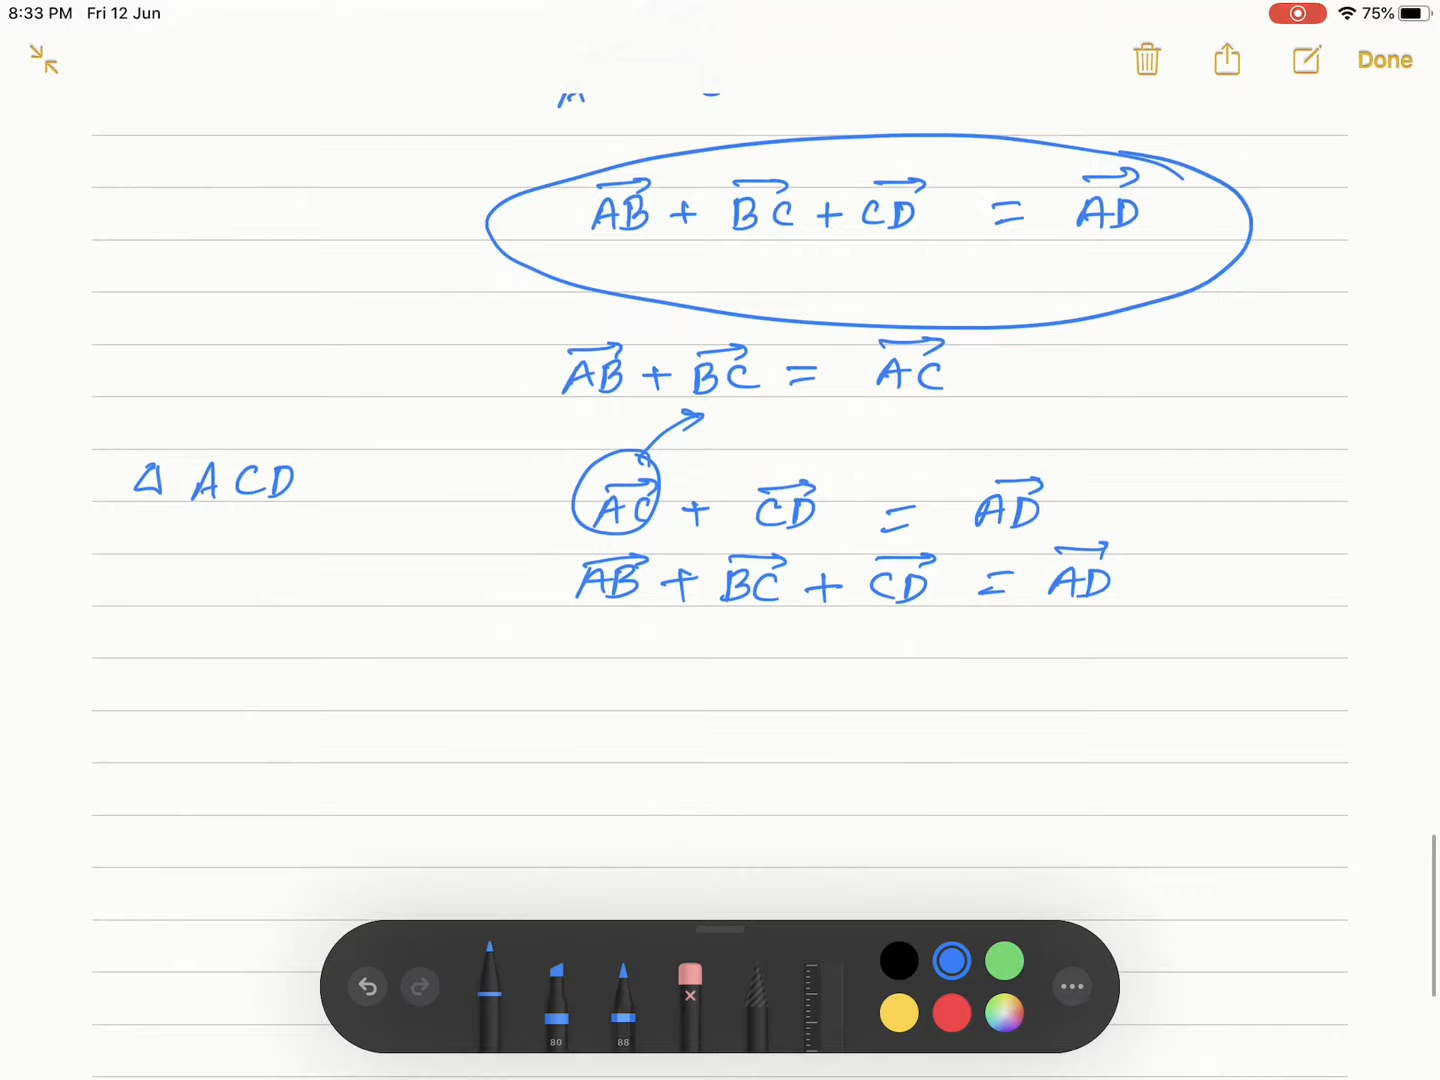 8:33 PM Fri 12 Jun 75%
Done
AB + BC + CD = AD
AB + BC = AC
Δ ACD AC + CD = AD
AB + BC + CD = AD
80 88